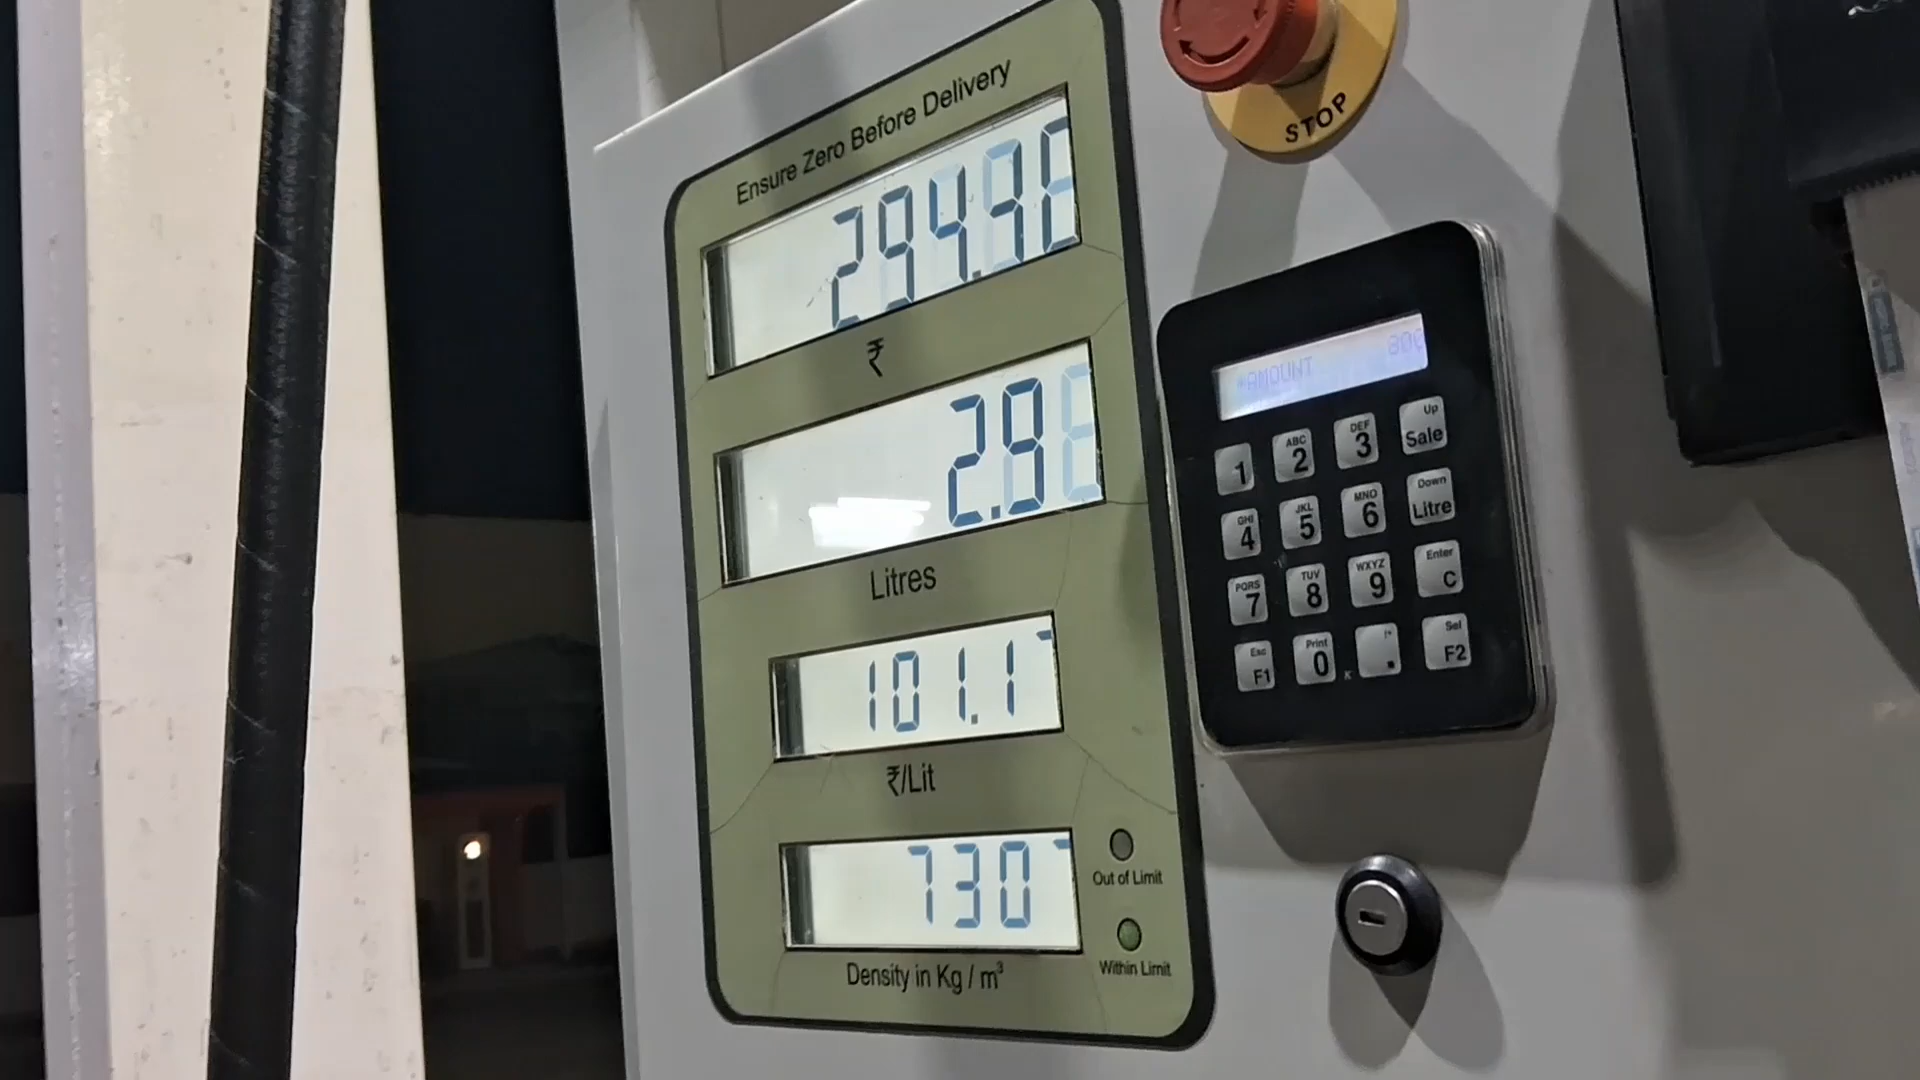 STOP
Ensure Zero Before Delivery
₹
2.9
Litres
101.1
₹/Lit
730
Density in Kg / m³
Out of Limit
Within Limit
*AMOUNT 800
1 ABC 2 DEF 3 Up Sale
GHI 4 JKL 5 MNO 6 Down Litre
PQRS 7 TUV 8 WXYZ 9 Enter C
Esc F1 Print 0 . Sel F2